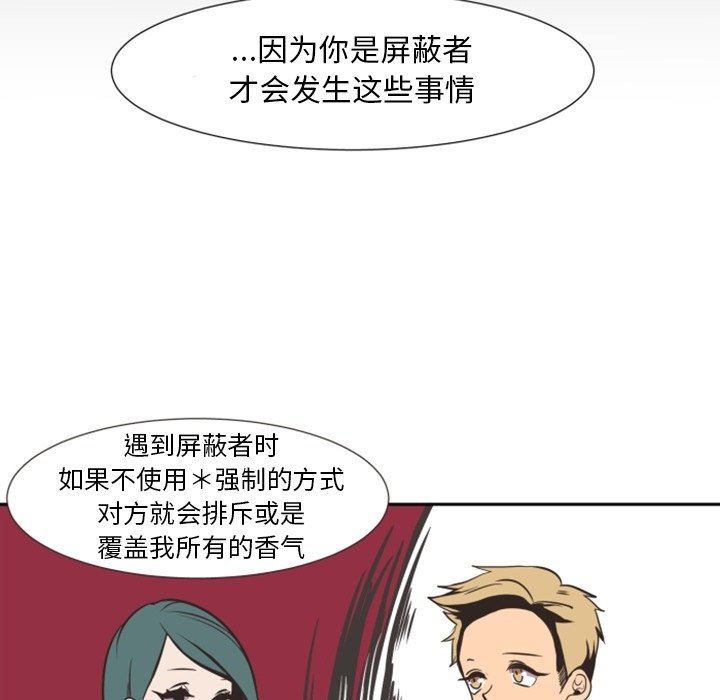 ...因为你是屏蔽者
才会发生这些事情
遇到屏蔽者时
如果不使用＊强制的方式
对方就会排斥或是
覆盖我所有的香气